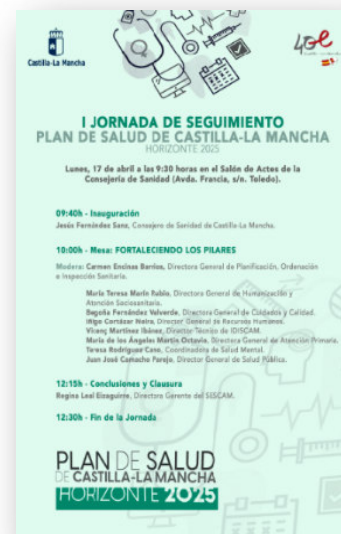 Castilla-La Mancha
I JORNADA DE SEGUIMIENTO
PLAN DE SALUD DE CASTILLA-LA MANCHA
HORIZONTE 2025
Lunes, 17 de abril a las 9:30 horas en el Salón de Actes de la
Consejería de Sanidad (Avda. Francia, s/n. Toledo).
09:40h - Inauguración
Jesús Fernández Sanz, Consejero de Sanidad de Castilla-La Mancha.
10:00h - Mesa: FORTALECIENDO LOS PILARES
Modera: Carmen Encinas Barrios, Directora General de Planificación, Ordenación
e Inspección Sanitaria.
María Teresa Marín Rubio, Directora General de Humanización y
Atención Sociosanitaria.
Begoña Fernández Valverde, Directora General de Cuidados y Calidad.
Iñigo Cortázar Neira, Director General de Recursos Humanos.
Vicenç Martínez Ibáñez, Director Técnico de IDISCAM.
María de los Ángeles Martín Octavio, Directora General de Atención Primaria.
Teresa Rodríguez Cano, Coordinadora de Salud Mental.
Juan José Camacho Parejo, Director General de Salud Pública.
12:15h - Conclusiones y Clausura
Regina Leal Eizaguirre, Directora Gerente del SESCAM.
12:30h - Fin de la Jornada
PLAN DE SALUD
DE CASTILLA-LA MANCHA
HORIZONTE 2025